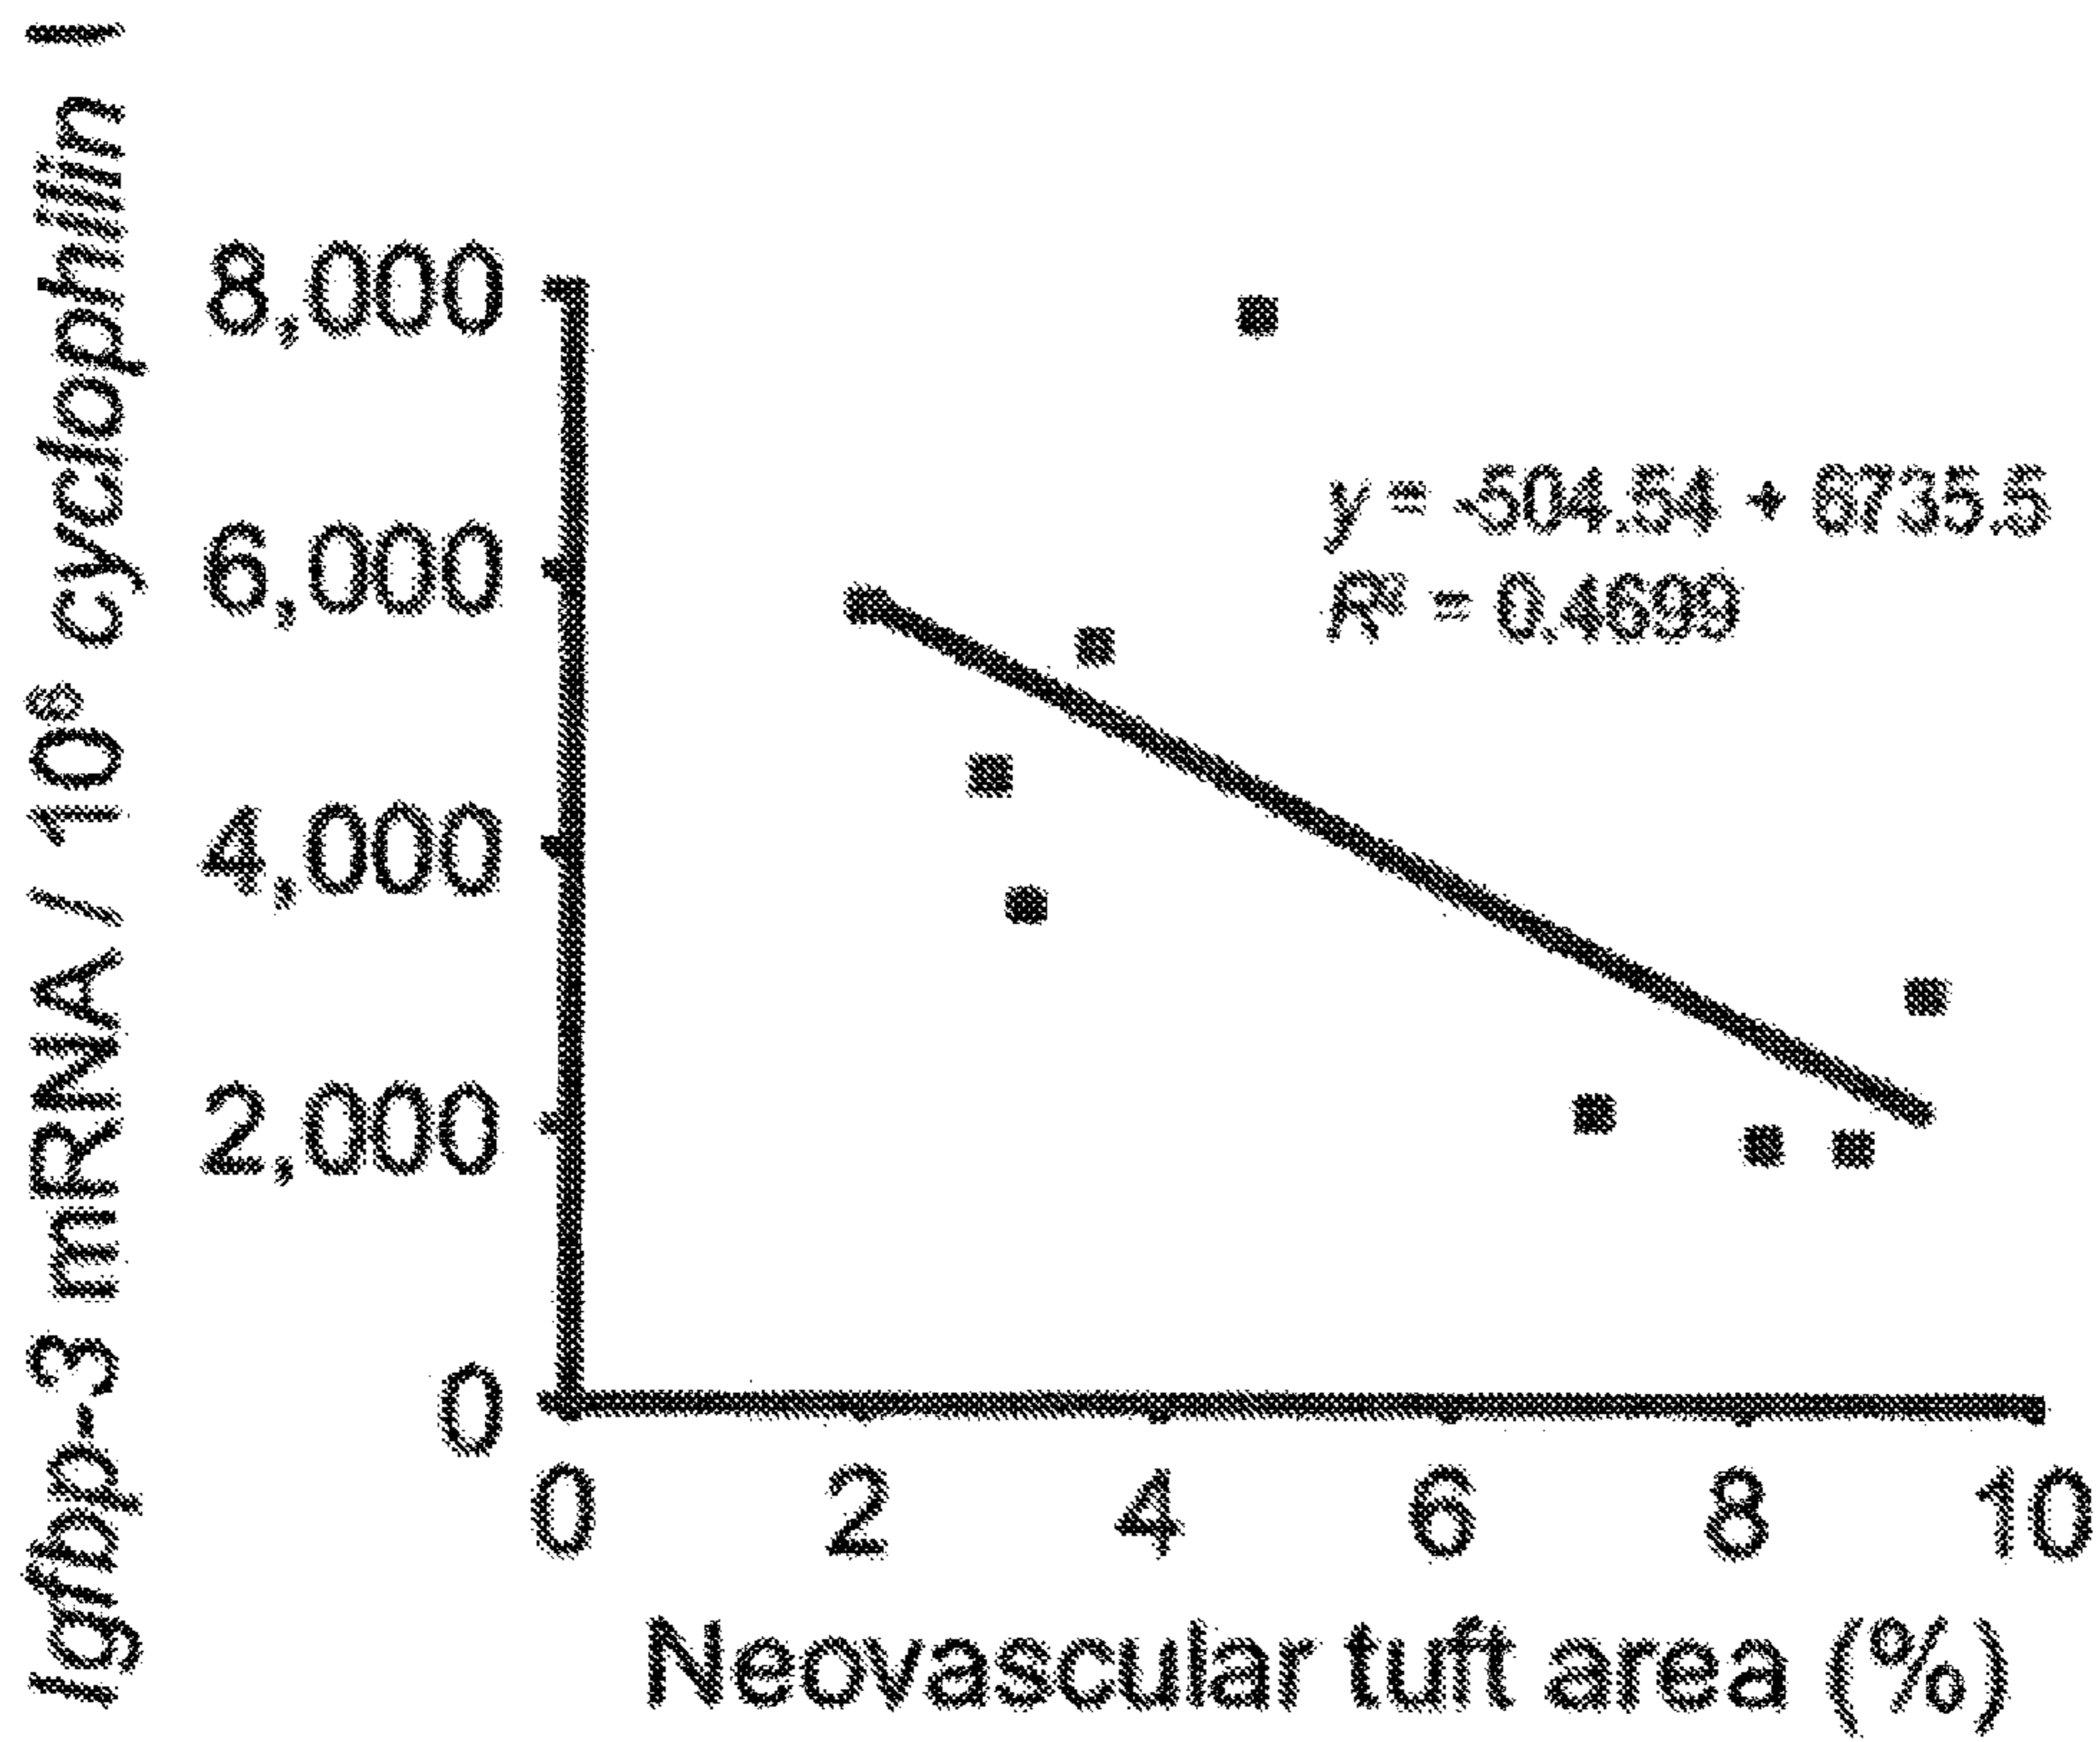 Igfbp-3 mRNA / 10⁶ cyclophilin
8,000
6,000
4,000
2,000
0
0 2 4 6 8 10
Neovascular tuft area (%)
y = -504.54 + 6735.5
R² = 0.4699